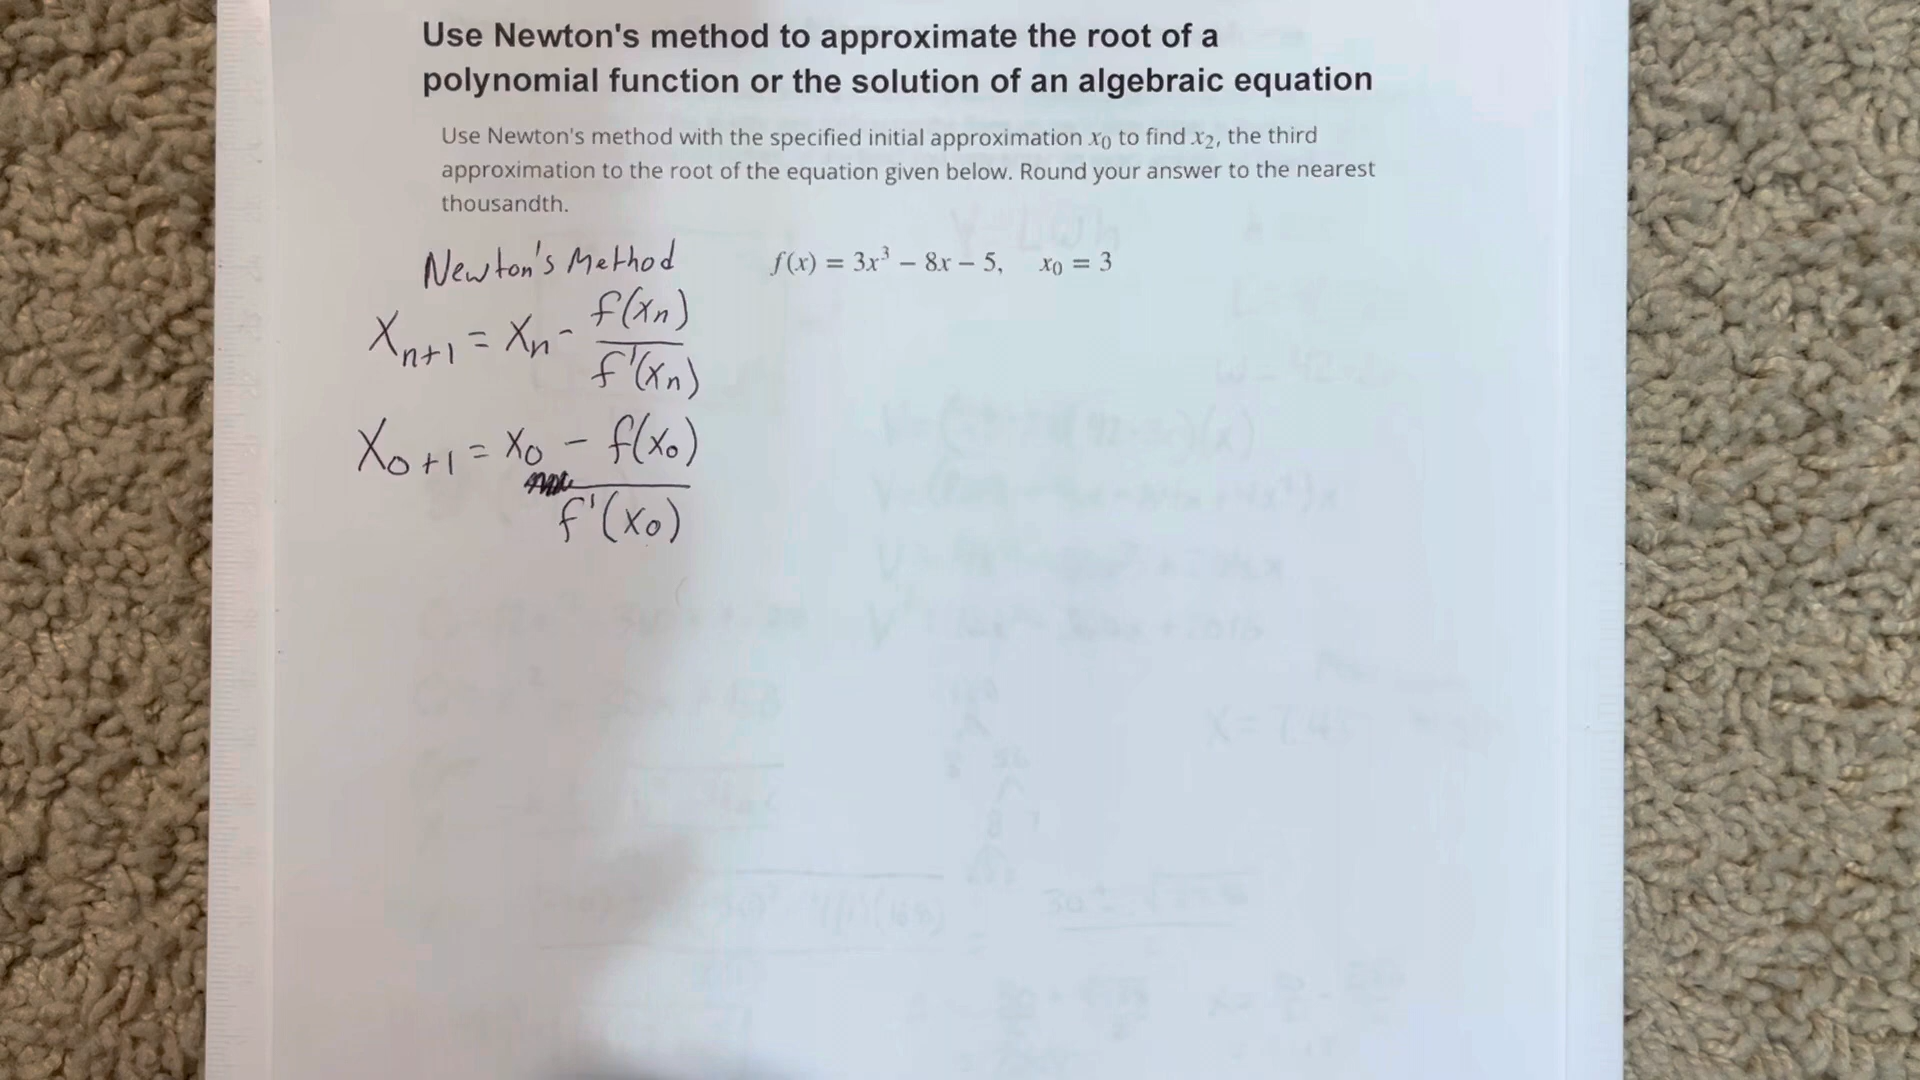 Use Newton's method to approximate the root of a
polynomial function or the solution of an algebraic equation
Use Newton's method with the specified initial approximation x₀ to find x₂, the third
approximation to the root of the equation given below. Round your answer to the nearest
thousandth.
Newton's Method
f(x) = 3x³ – 8x – 5, x₀ = 3
Xₙ₊₁ = Xₙ - f(xₙ)
f'(xₙ)
X₀₊₁ = X₀ - f(x₀)
f'(x₀)